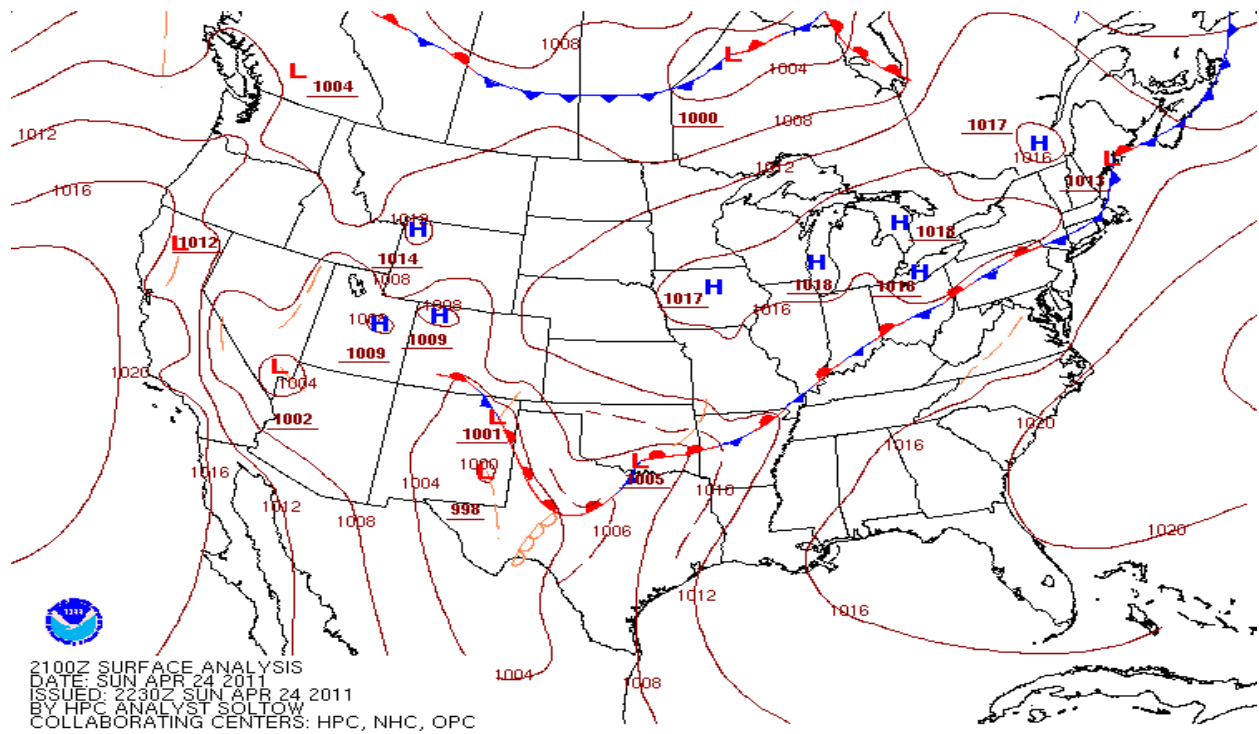 1008
L
1004
L
1004
1000
1008
1017
H
1016
1012
1012
L
1013
1016
1012
H
1014
1008
L
1012
H
1018
H
1018
H
1018
H
1017
1016
1008
H
1009
1008
H
1009
L
1004
1002
1020
L
1001
1000
L
998
L
1005
1004
1006
1010
1016
1020
1016
1012
1008
1020
1012
1016
1004
1008
2100Z SURFACE ANALYSIS
DATE: SUN APR 24 2011
ISSUED: 2230Z SUN APR 24 2011
BY HPC ANALYST SOLTOW
COLLABORATING CENTERS: HPC, NHC, OPC